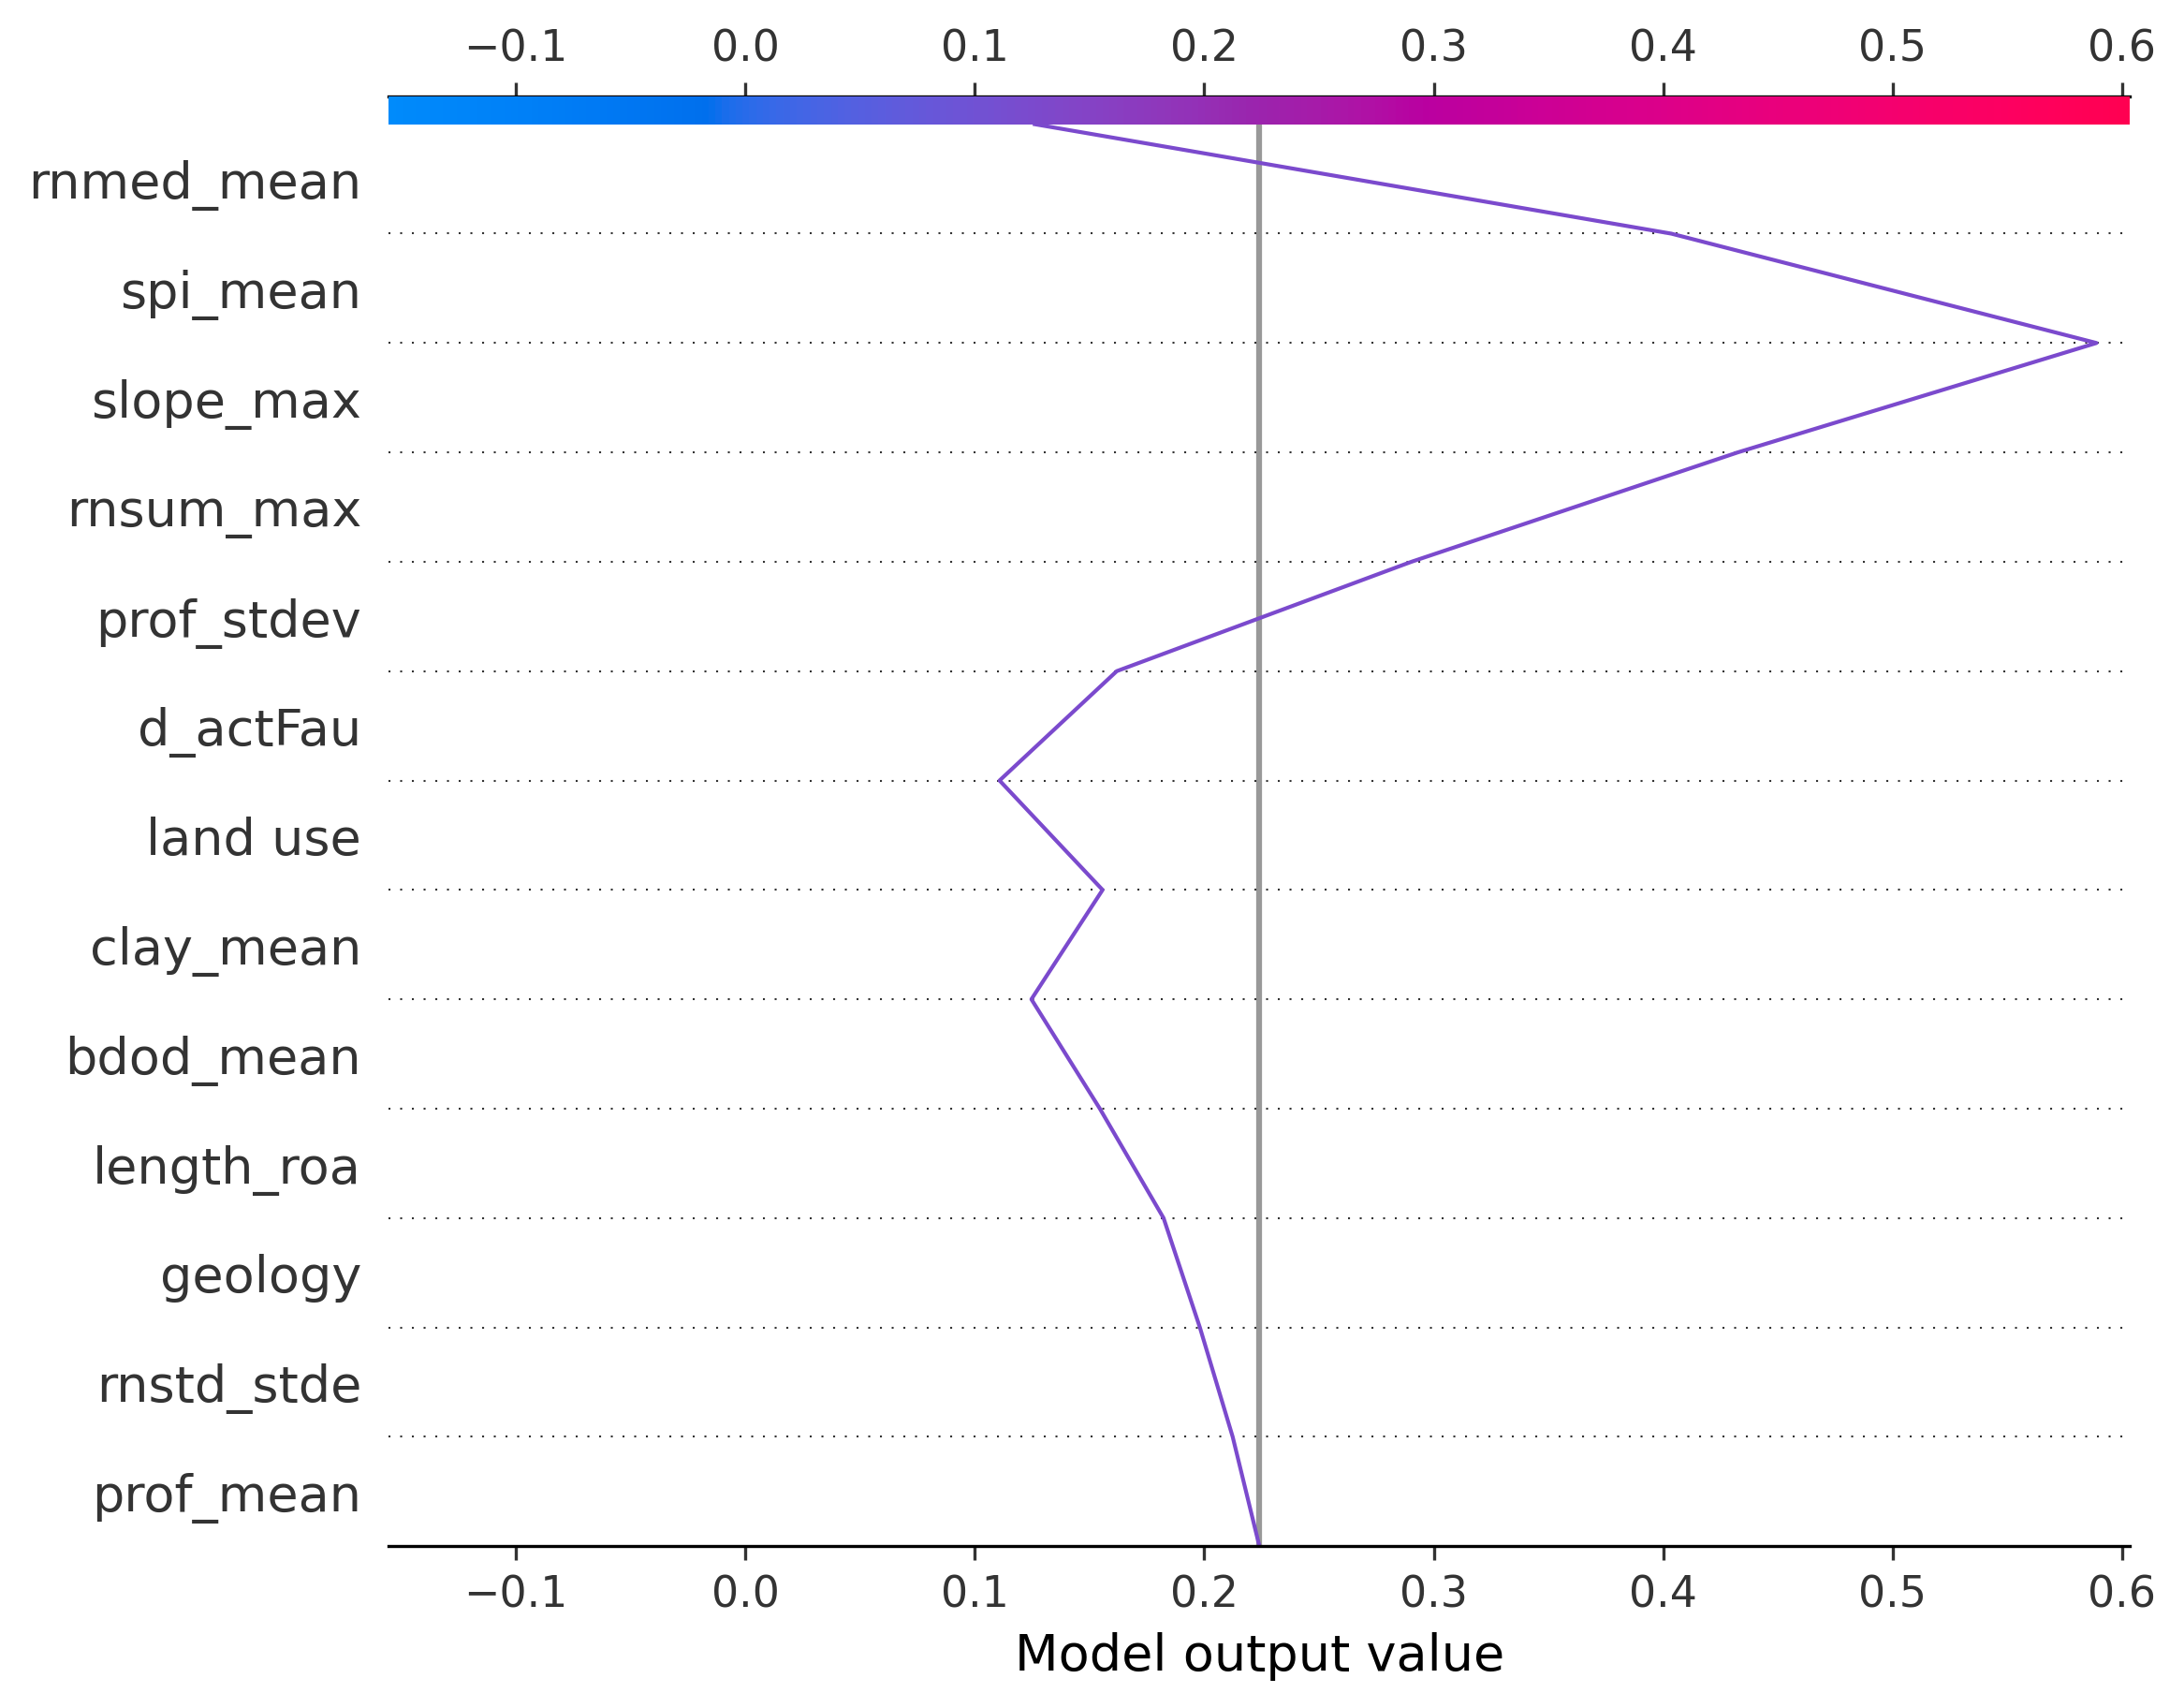 −0.1 0.0 0.1 0.2 0.3 0.4 0.5 0.6
rnmed_mean
spi_mean
slope_max
rnsum_max
prof_stdev
d_actFau
land use
clay_mean
bdod_mean
length_roa
geology
rnstd_stde
prof_mean
−0.1 0.0 0.1 0.2 0.3 0.4 0.5 0.6
Model output value